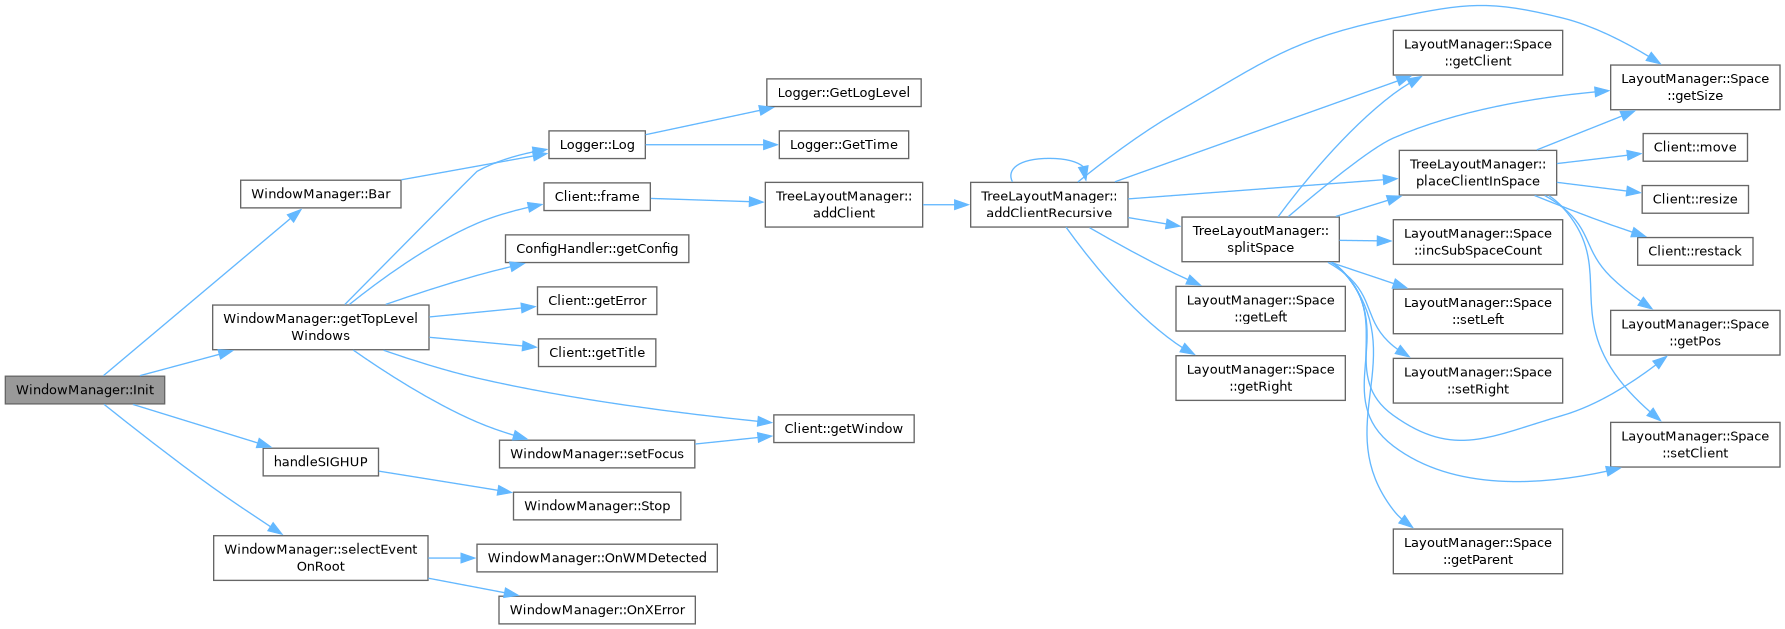 WindowManager::Init
WindowManager::Bar
WindowManager::getTopLevel
Windows
handleSIGHUP
WindowManager::selectEvent
OnRoot
Logger::Log
Client::frame
ConfigHandler::getConfig
Client::getError
Client::getTitle
WindowManager::setFocus
WindowManager::Stop
WindowManager::OnWMDetected
WindowManager::OnXError
Logger::GetLogLevel
Logger::GetTime
TreeLayoutManager::
addClient
Client::getWindow
TreeLayoutManager::
addClientRecursive
TreeLayoutManager::
splitSpace
LayoutManager::Space
::getLeft
LayoutManager::Space
::getRight
LayoutManager::Space
::getClient
TreeLayoutManager::
placeClientInSpace
LayoutManager::Space
::incSubSpaceCount
LayoutManager::Space
::setLeft
LayoutManager::Space
::setRight
LayoutManager::Space
::getParent
LayoutManager::Space
::getSize
Client::move
Client::resize
Client::restack
LayoutManager::Space
::getPos
LayoutManager::Space
::setClient